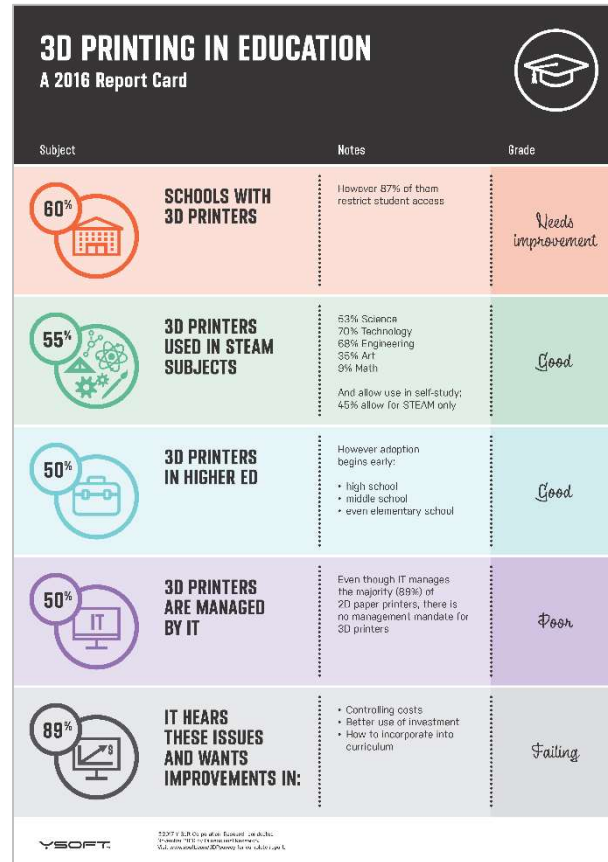 3D PRINTING IN EDUCATION
A 2016 Report Card
Subject
Notes
Grade
60%
SCHOOLS WITH
3D PRINTERS
However 87% of them
restrict student access
Needs
improvement
55%
3D PRINTERS
USED IN STEAM
SUBJECTS
53% Science
70% Technology
68% Engineering
35% Art
9% Math
And allow use in self-study;
45% allow for STEAM only
Good
50%
3D PRINTERS
IN HIGHER ED
However adoption
begins early:
• high school
• middle school
• even elementary school
Good
50%
IT
3D PRINTERS
ARE MANAGED
BY IT
Even though IT manages
the majority (89%) of
2D paper printers, there is
no management mandate for
3D printers
Poor
89%
$
IT HEARS
THESE ISSUES
AND WANTS
IMPROVEMENTS IN:
• Controlling costs
• Better use of investment
• How to incorporate into
curriculum
Failing
YSOFT